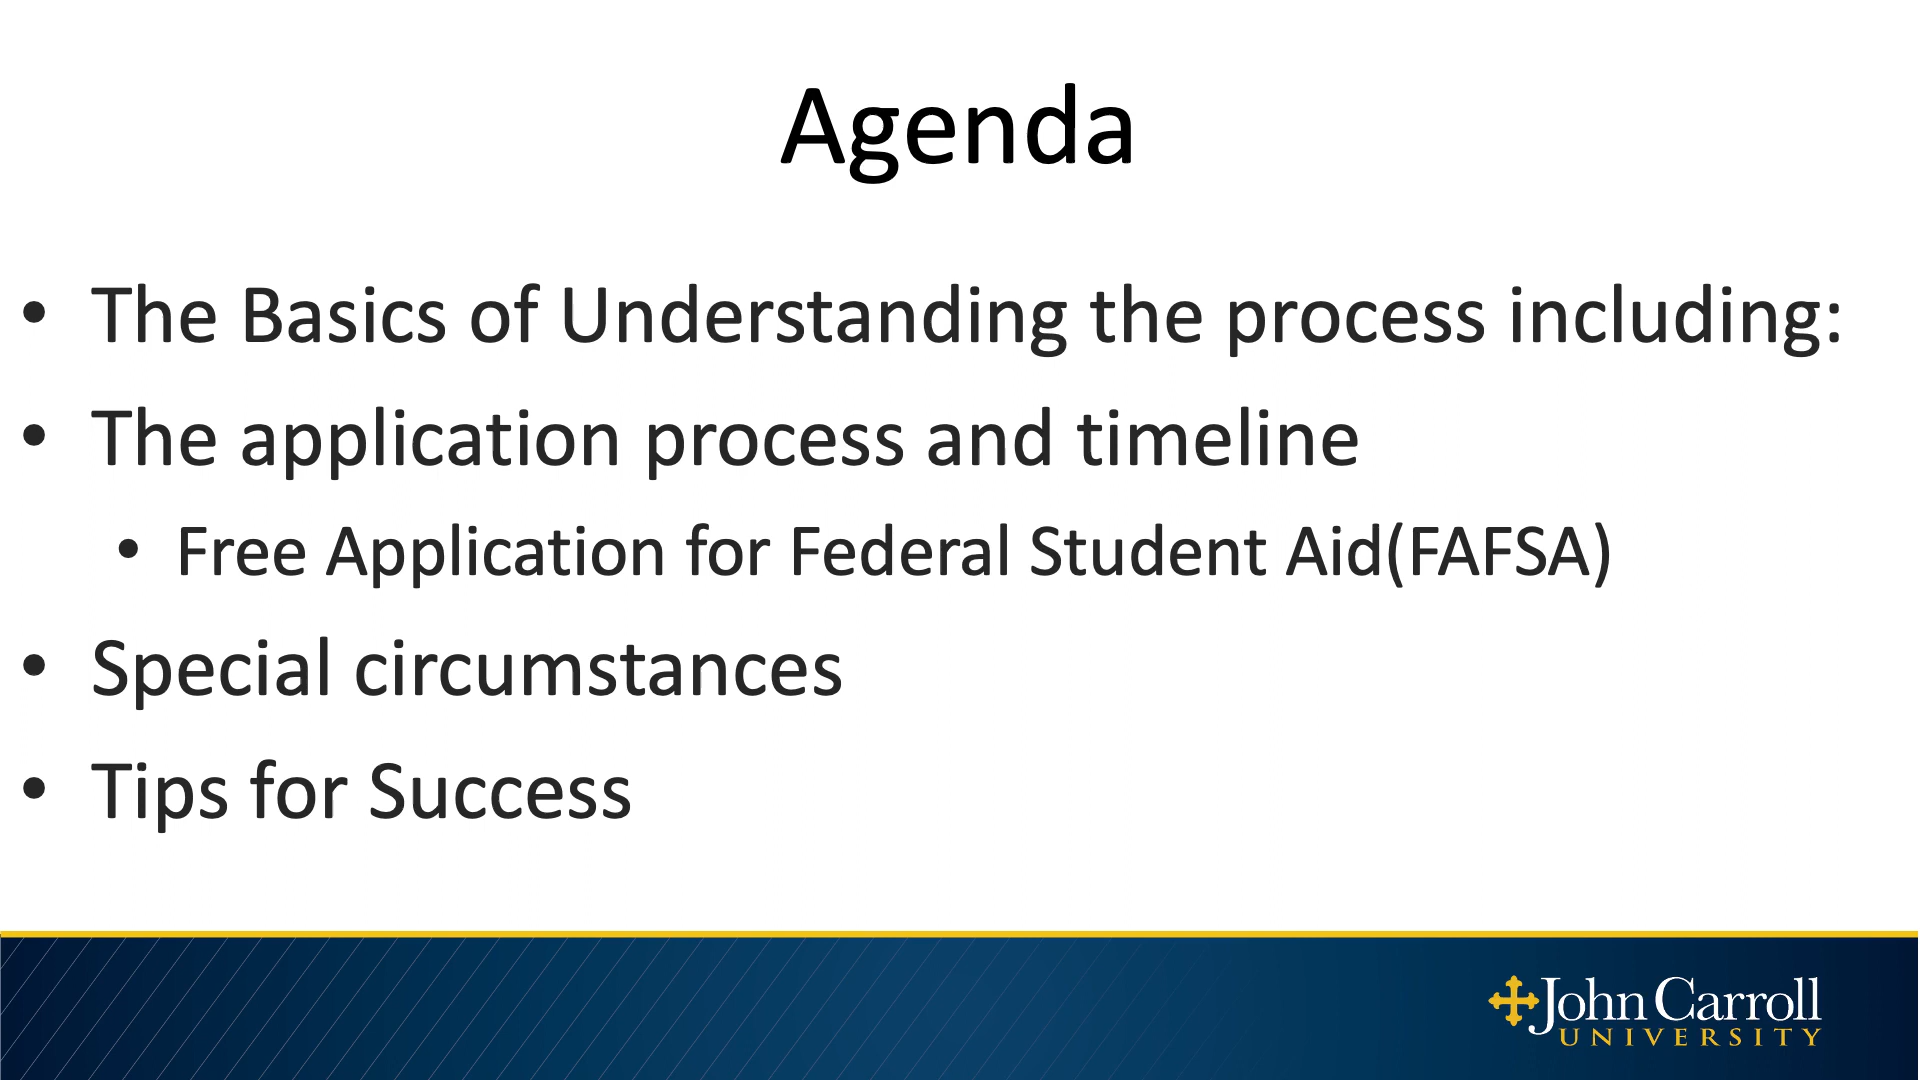 Agenda
• The Basics of Understanding the process including:
• The application process and timeline
• Free Application for Federal Student Aid(FAFSA)
• Special circumstances
• Tips for Success
John Carroll
UNIVERSITY